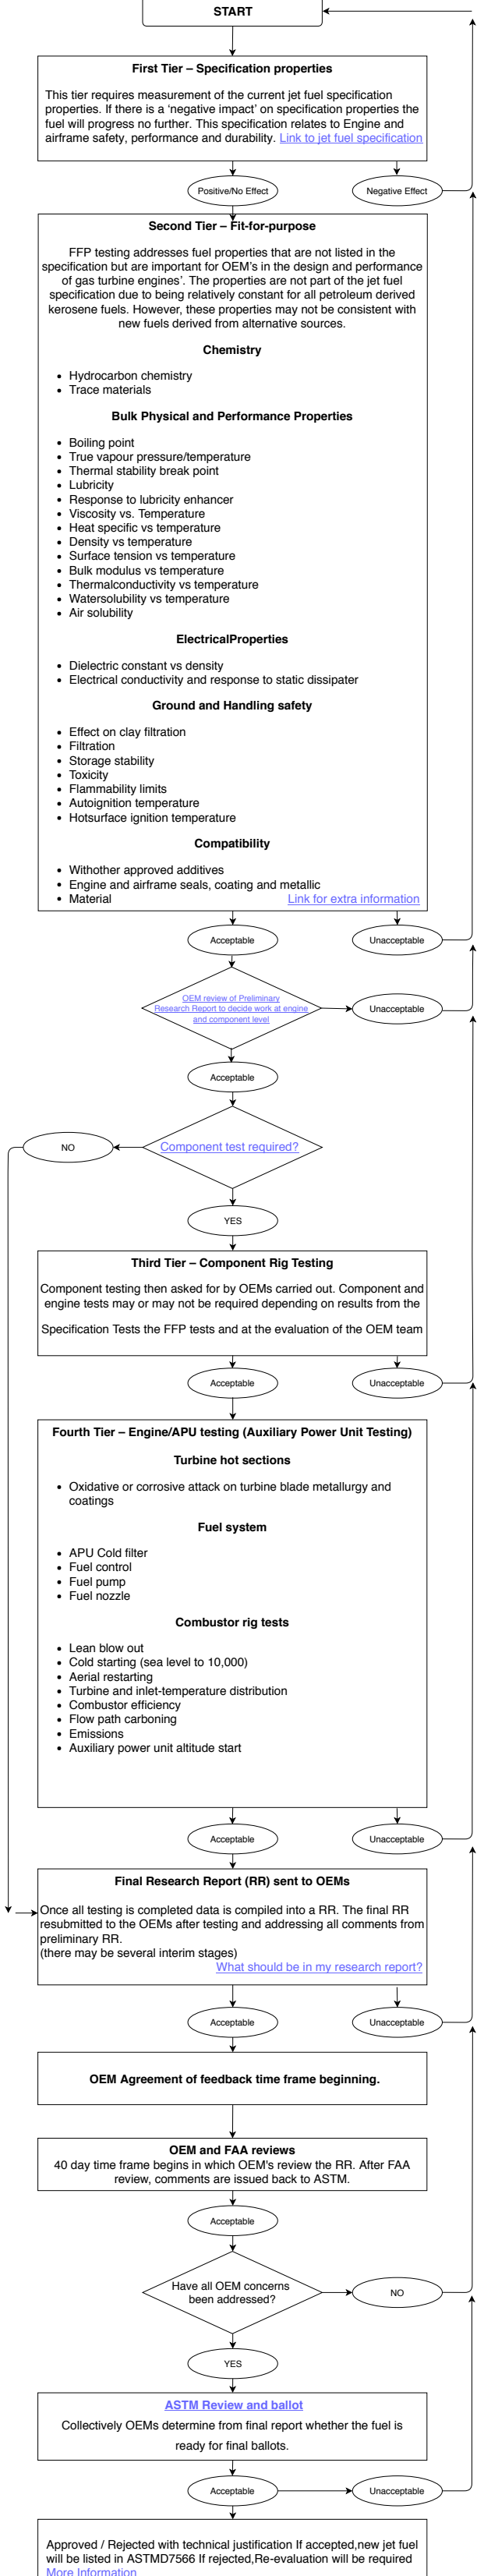 START
First Tier – Specification properties
This tier requires measurement of the current jet fuel specification
properties. If there is a ‘negative impact’ on specification properties the
fuel will progress no further. This specification relates to Engine and
airframe safety, performance and durability. Link to jet fuel specification
Positive/No Effect
Negative Effect
Second Tier – Fit-for-purpose
FFP testing addresses fuel properties that are not listed in the
specification but are important for OEM’s in the design and performance
of gas turbine engines’. The properties are not part of the jet fuel
specification due to being relatively constant for all petroleum derived
kerosene fuels. However, these properties may not be consistent with
new fuels derived from alternative sources.
Chemistry
• Hydrocarbon chemistry
• Trace materials
Bulk Physical and Performance Properties
• Boiling point
• True vapour pressure/temperature
• Thermal stability break point
• Lubricity
• Response to lubricity enhancer
• Viscosity vs. Temperature
• Heat specific vs temperature
• Density vs temperature
• Surface tension vs temperature
• Bulk modulus vs temperature
• Thermalconductivity vs temperature
• Watersolubility vs temperature
• Air solubility
ElectricalProperties
• Dielectric constant vs density
• Electrical conductivity and response to static dissipater
Ground and Handling safety
• Effect on clay filtration
• Filtration
• Storage stability
• Toxicity
• Flammability limits
• Autoignition temperature
• Hotsurface ignition temperature
Compatibility
• Withother approved additives
• Engine and airframe seals, coating and metallic
• Material Link for extra information
Acceptable
Unacceptable
OEM review of Preliminary
Research Report to decide work at engine
and component level
Unacceptable
Acceptable
Component test required?
NO
YES
Third Tier – Component Rig Testing
Component testing then asked for by OEMs carried out. Component and
engine tests may or may not be required depending on results from the
Specification Tests the FFP tests and at the evaluation of the OEM team
Acceptable
Unacceptable
Fourth Tier – Engine/APU testing (Auxiliary Power Unit Testing)
Turbine hot sections
• Oxidative or corrosive attack on turbine blade metallurgy and
coatings
Fuel system
• APU Cold filter
• Fuel control
• Fuel pump
• Fuel nozzle
Combustor rig tests
• Lean blow out
• Cold starting (sea level to 10,000)
• Aerial restarting
• Turbine and inlet-temperature distribution
• Combustor efficiency
• Flow path carboning
• Emissions
• Auxiliary power unit altitude start
Acceptable
Unacceptable
Final Research Report (RR) sent to OEMs
Once all testing is completed data is compiled into a RR. The final RR
resubmitted to the OEMs after testing and addressing all comments from
preliminary RR.
(there may be several interim stages)
What should be in my research report?
Acceptable
Unacceptable
OEM Agreement of feedback time frame beginning.
OEM and FAA reviews
40 day time frame begins in which OEM's review the RR. After FAA
review, comments are issued back to ASTM.
Acceptable
Have all OEM concerns
been addressed?
NO
YES
ASTM Review and ballot
Collectively OEMs determine from final report whether the fuel is
ready for final ballots.
Acceptable
Unacceptable
Approved / Rejected with technical justification If accepted,new jet fuel
will be listed in ASTMD7566 If rejected,Re-evaluation will be required
More Information